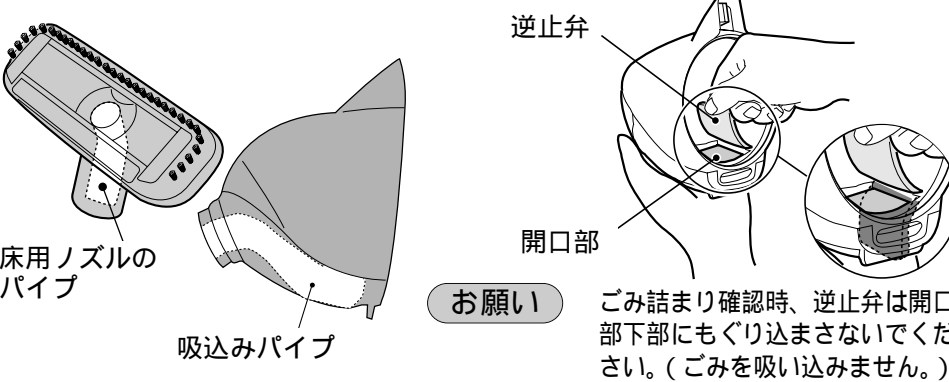 逆止弁
開口部
床用ノズルの
パイプ
吸込みパイプ
お願い
ごみ詰まり確認時、逆止弁は開口
部下部にもぐり込まさないでくだ
さい。(ごみを吸い込みません。)